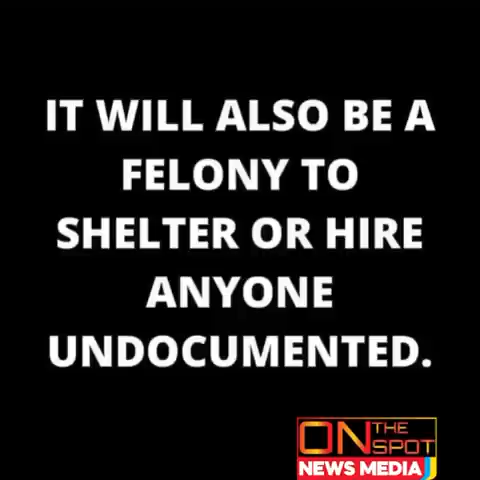 IT WILL ALSO BE A
FELONY TO
SHELTER OR HIRE
ANYONE
UNDOCUMENTED.
ON THE SPOT
NEWS MEDIA